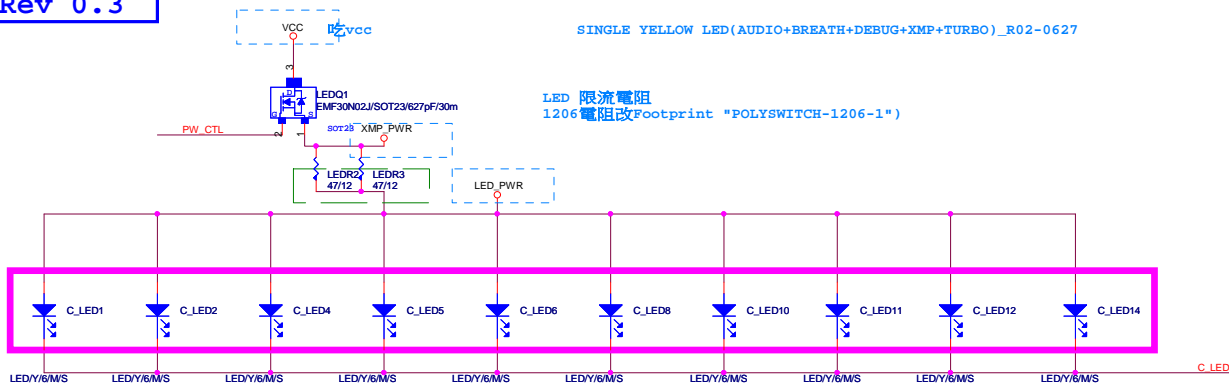 Rev 0.3
VCC
吃vcc
SINGLE YELLOW LED(AUDIO+BREATH+DEBUG+XMP+TURBO)_R02-0627
3
D
G
S
LEDQ1
EMF30N02J/SOT23/627pF/30m
LED 限流電阻
1206電阻改Footprint "POLYSWITCH-1206-1")
PW_CTL
2
1
SOT23
XMP_PWR
LEDR2
47/12
LEDR3
47/12
LED_PWR
C_LED1
C_LED2
C_LED4
C_LED5
C_LED6
C_LED8
C_LED10
C_LED11
C_LED12
C_LED14
C_LED
LED/Y/6/M/S
LED/Y/6/M/S
LED/Y/6/M/S
LED/Y/6/M/S
LED/Y/6/M/S
LED/Y/6/M/S
LED/Y/6/M/S
LED/Y/6/M/S
LED/Y/6/M/S
LED/Y/6/M/S